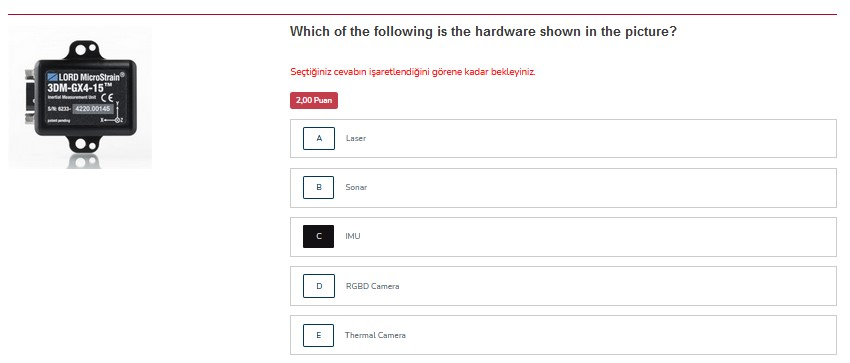 Which of the following is the hardware shown in the picture?
Seçtiğiniz cevabın işaretlendiğini görene kadar bekleyiniz.
2,00 Puan
A Laser
B Sonar
C IMU
D RGBD Camera
E Thermal Camera
LORD MicroStrain®
3DM-GX4-15™
Inertial Measurement Unit CE
S/N: 6233- 4220.00145
patent pending
X Y Z